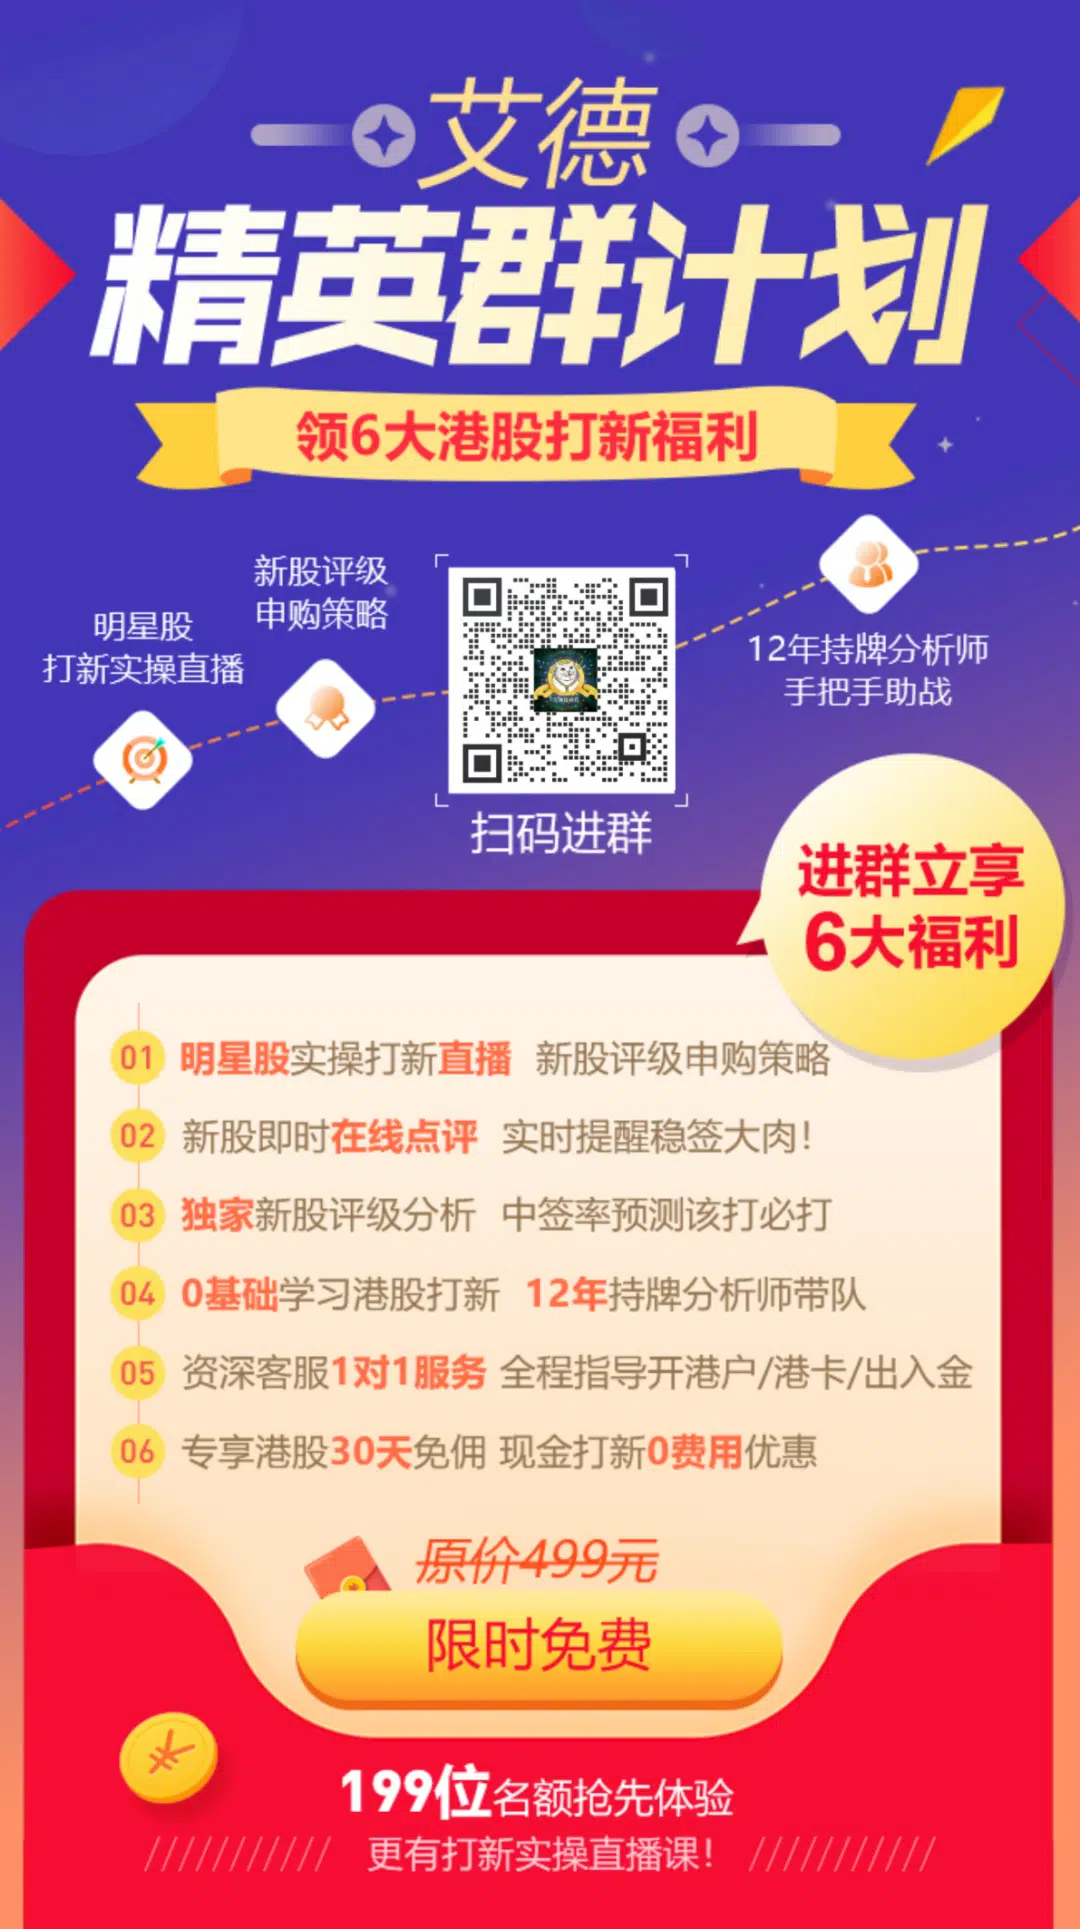 艾德
精英群计划
领6大港股打新福利
新股评级
申购策略
明星股
打新实操直播
12年持牌分析师
手把手助战
扫码进群
进群立享
6大福利
01 明星股实操打新直播 新股评级申购策略
02 新股即时在线点评 实时提醒稳签大肉！
03 独家新股评级分析 中签率预测该打必打
04 0基础学习港股打新 12年持牌分析师带队
05 资深客服1对1服务 全程指导开港户/港卡/出入金
06 专享港股30天免佣 现金打新0费用优惠
原价499元
限时免费
199位名额抢先体验
更有打新实操直播课！